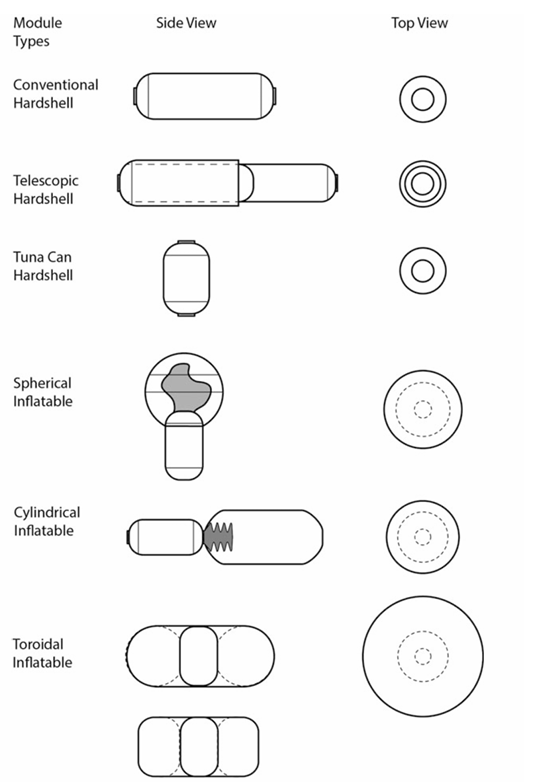 Module
Types
Side View
Top View
Conventional
Hardshell
Telescopic
Hardshell
Tuna Can
Hardshell
Spherical
Inflatable
Cylindrical
Inflatable
Toroidal
Inflatable